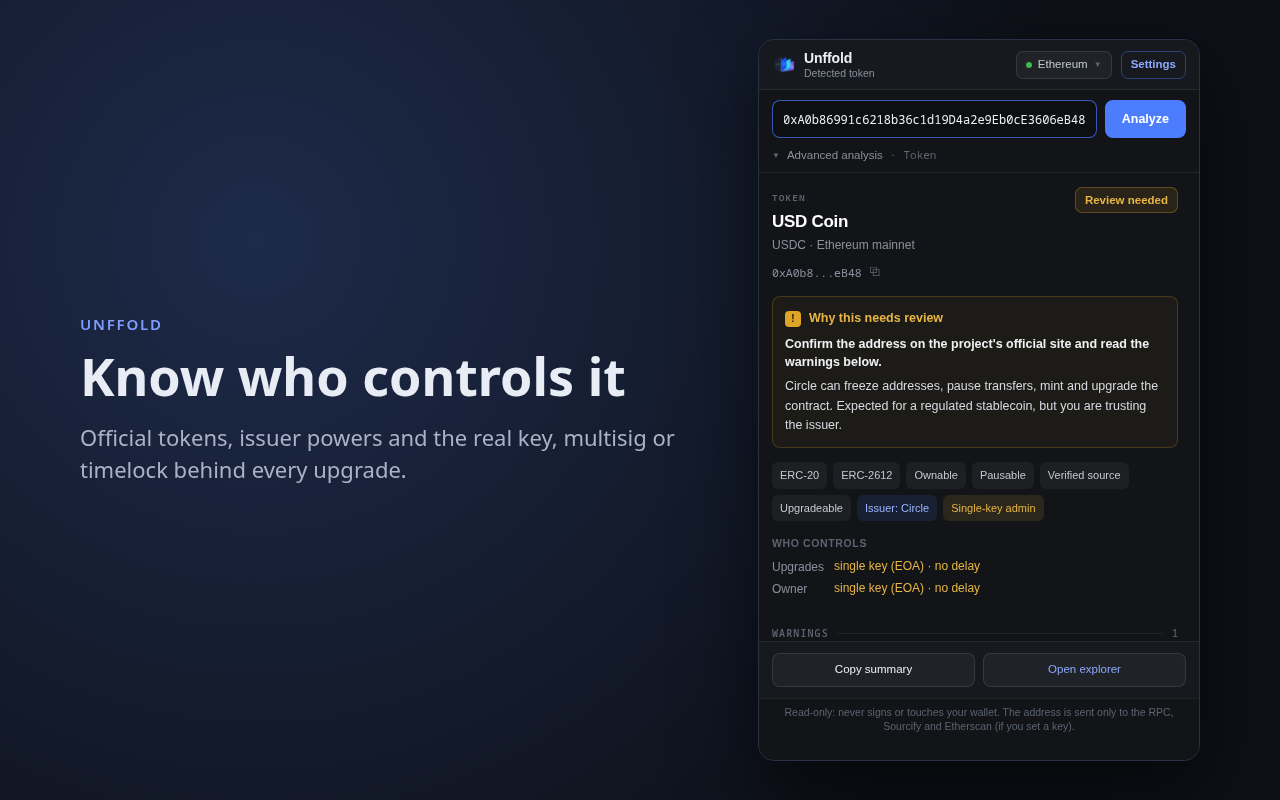 UNFFOLD
Know who controls it
Official tokens, issuer powers and the real key, multisig or
timelock behind every upgrade.
Unffold
Detected token
Ethereum
Settings
0xA0b86991c6218b36c1d19D4a2e9Eb0cE3606eB48
Analyze
Advanced analysis · Token
TOKEN
Review needed
USD Coin
USDC · Ethereum mainnet
0xA0b8...eB48
! Why this needs review
Confirm the address on the project's official site and read the
warnings below.
Circle can freeze addresses, pause transfers, mint and upgrade the
contract. Expected for a regulated stablecoin, but you are trusting
the issuer.
ERC-20 ERC-2612 Ownable Pausable Verified source
Upgradeable Issuer: Circle Single-key admin
WHO CONTROLS
Upgrades single key (EOA) · no delay
Owner single key (EOA) · no delay
WARNINGS 1
Copy summary Open explorer
Read-only: never signs or touches your wallet. The address is sent only to the RPC,
Sourcify and Etherscan (if you set a key).